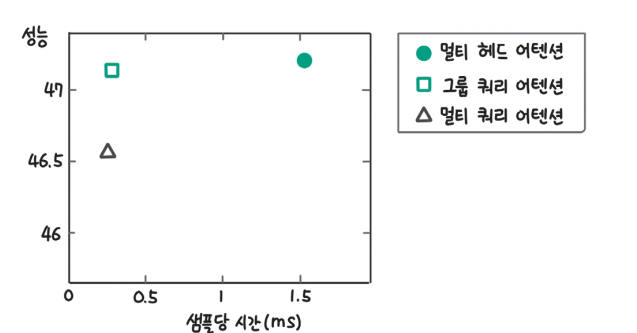 성능
47
46.5
46
0 0.5 1 1.5
샘플당 시간(ms)
멀티 헤드 어텐션
그룹 쿼리 어텐션
멀티 쿼리 어텐션